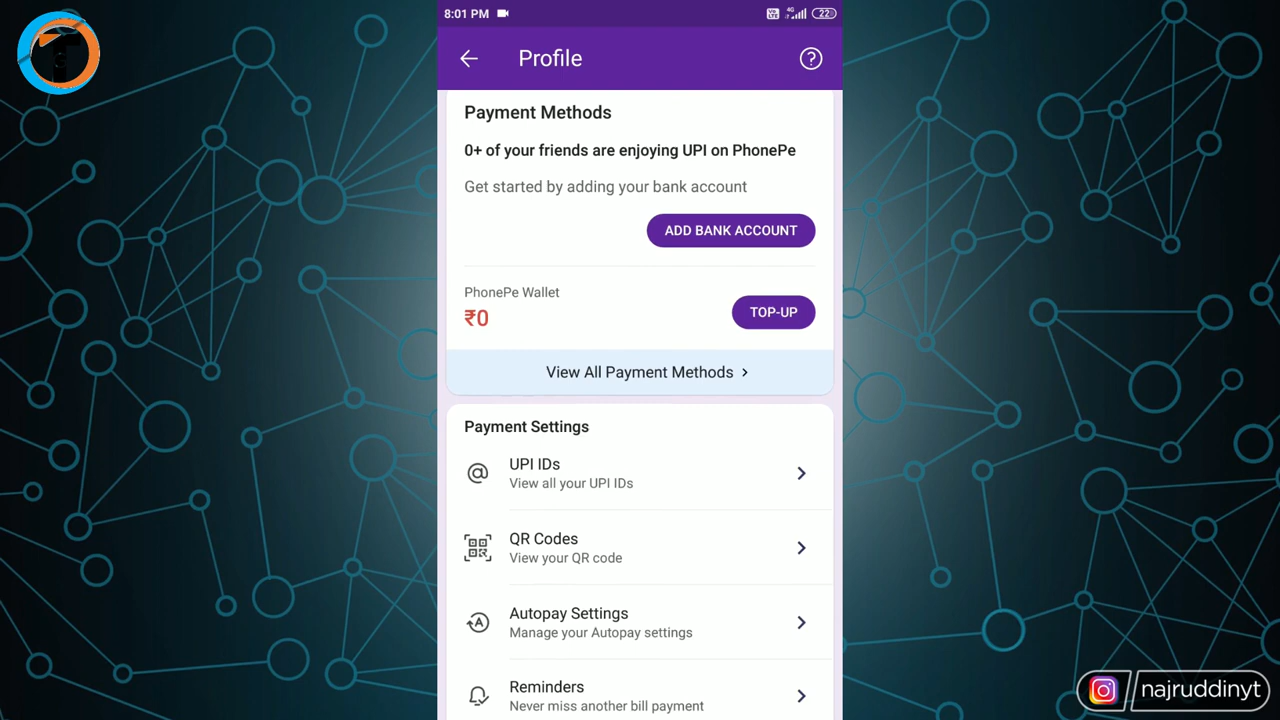 8:01 PM
4G
22
Profile
Payment Methods
0+ of your friends are enjoying UPI on PhonePe
Get started by adding your bank account
ADD BANK ACCOUNT
PhonePe Wallet
₹0
TOP-UP
View All Payment Methods
Payment Settings
UPI IDs
View all your UPI IDs
QR Codes
View your QR code
Autopay Settings
Manage your Autopay settings
Reminders
Never miss another bill payment
najruddinyt